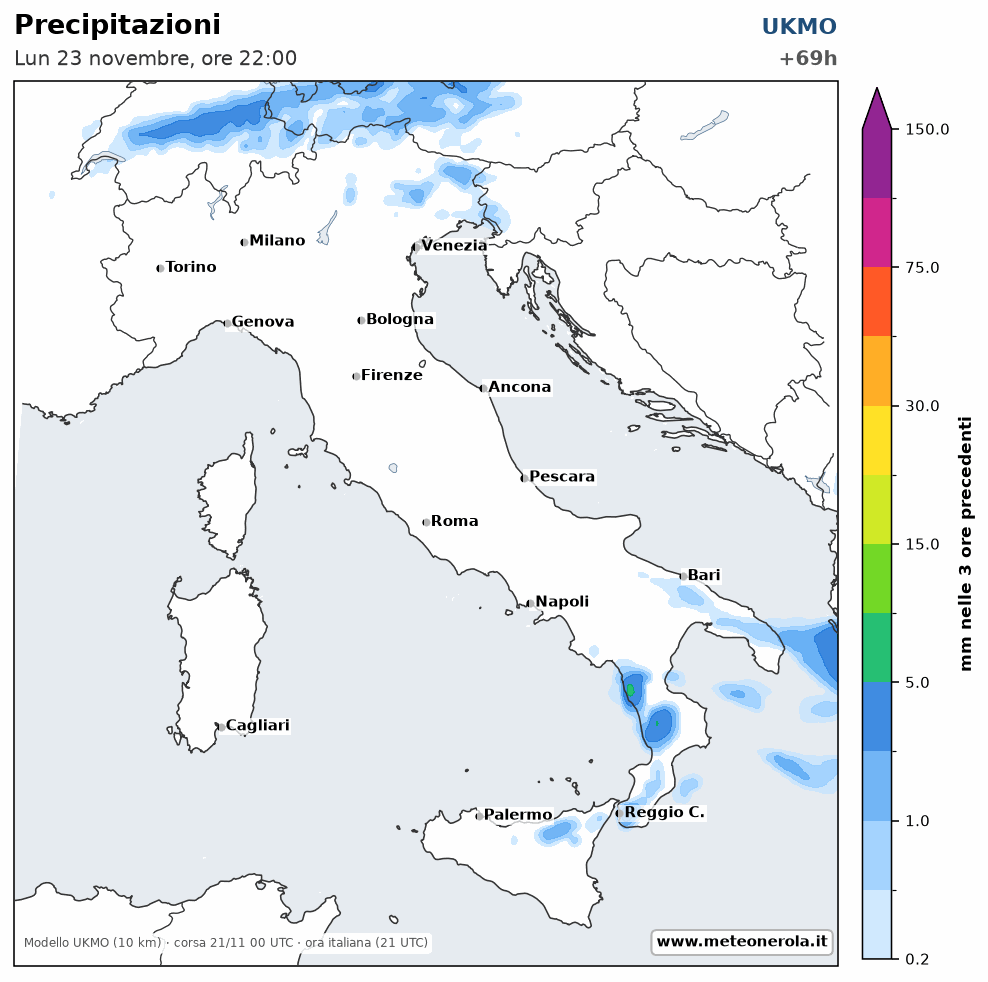 Precipitazioni
UKMO
Lun 23 novembre, ore 22:00
+69h
150.0
75.0
30.0
15.0
5.0
1.0
0.2
mm nelle 3 ore precedenti
Milano
Venezia
Torino
Genova
Bologna
Firenze
Ancona
Pescara
Roma
Bari
Napoli
Cagliari
Palermo
Reggio C.
Modello UKMO (10 km) · corsa 21/11 00 UTC · ora italiana (21 UTC)
www.meteonerola.it